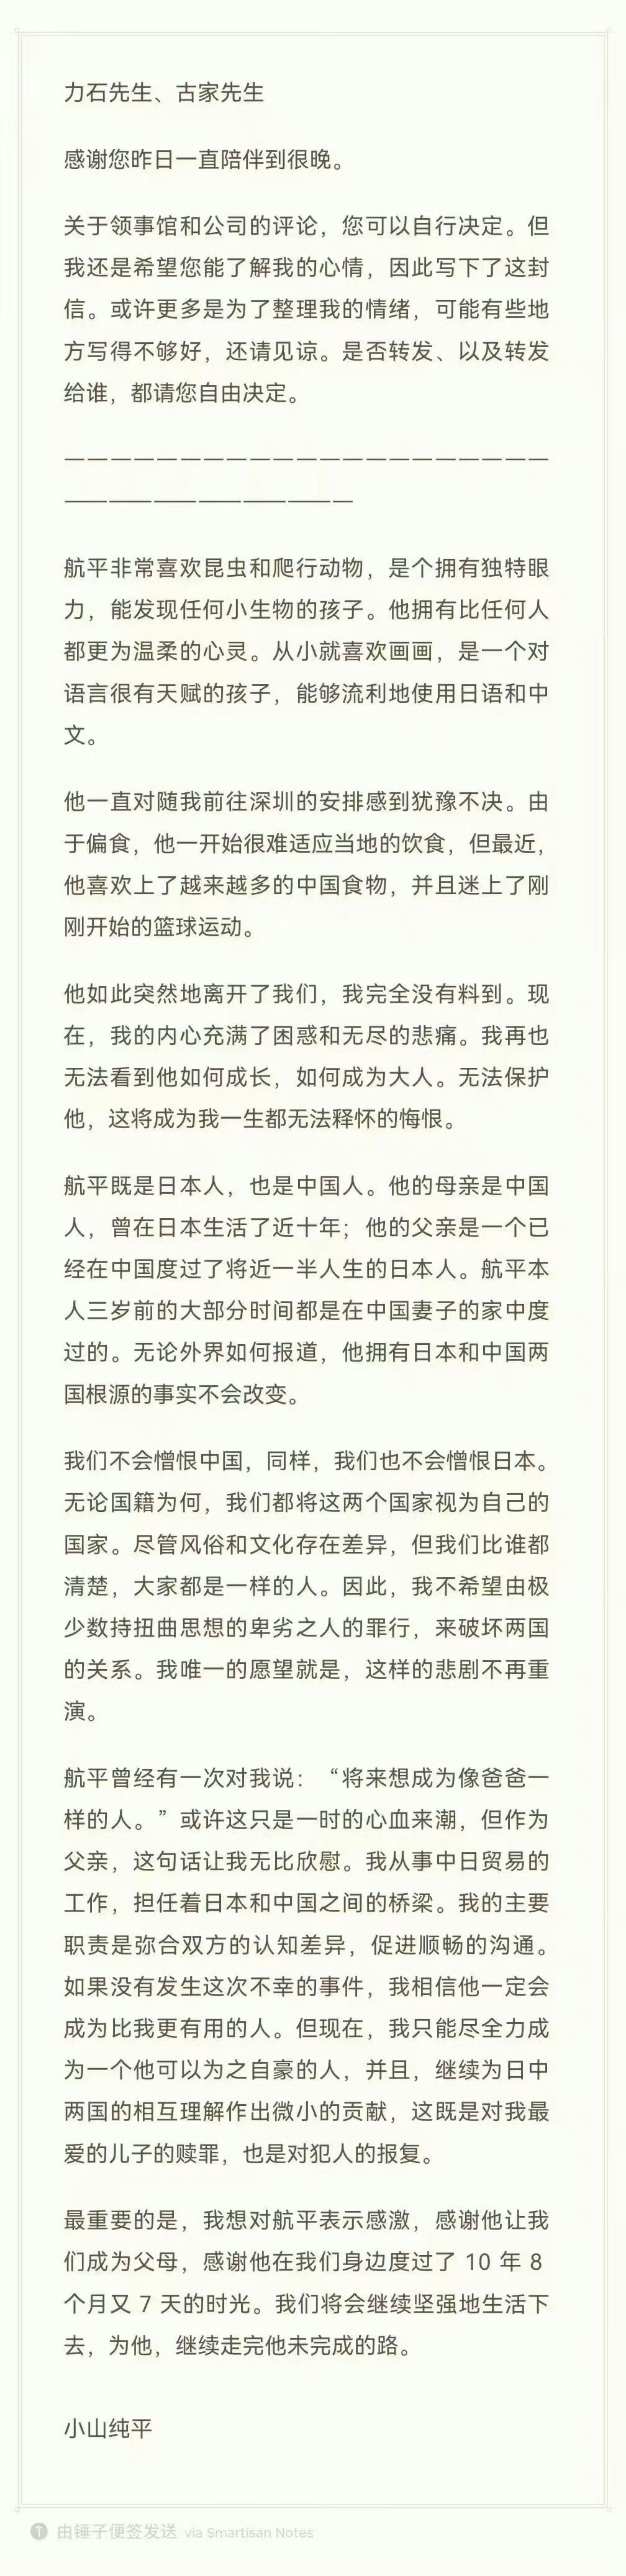 力石先生、古家先生
感谢您昨日一直陪伴到很晚。
关于领事馆和公司的评论，您可以自行决定。但
我还是希望您能了解我的心情，因此写下了这封
信。或许更多是为了整理我的情绪，可能有些地
方写得不够好，还请见谅。是否转发、以及转发
给谁，都请您自由决定。
—————————————————————
—————————————
航平非常喜欢昆虫和爬行动物，是个拥有独特眼
力，能发现任何小生物的孩子。他拥有比任何人
都更为温柔的心灵。从小就喜欢画画，是一个对
语言很有天赋的孩子，能够流利地使用日语和中
文。
他一直对随我前往深圳的安排感到犹豫不决。由
于偏食，他一开始很难适应当地的饮食，但最近，
他喜欢上了越来越多的中国食物，并且迷上了刚
刚开始的篮球运动。
他如此突然地离开了我们，我完全没有料到。现
在，我的内心充满了困惑和无尽的悲痛。我再也
无法看到他如何成长，如何成为大人。无法保护
他，这将成为我一生都无法释怀的悔恨。
航平既是日本人，也是中国人。他的母亲是中国
人，曾在日本生活了近十年；他的父亲是一个已
经在中国度过了将近一半人生的日本人。航平本
人三岁前的大部分时间都是在中国妻子的家中度
过的。无论外界如何报道，他拥有日本和中国两
国根源的事实不会改变。
我们不会憎恨中国，同样，我们也不会憎恨日本。
无论国籍为何，我们都将这两个国家视为自己的
国家。尽管风俗和文化存在差异，但我们比谁都
清楚，大家都是一样的人。因此，我不希望由极
少数持扭曲思想的卑劣之人的罪行，来破坏两国
的关系。我唯一的愿望就是，这样的悲剧不再重
演。
航平曾经有一次对我说：“将来想成为像爸爸一
样的人。”或许这只是一时的心血来潮，但作为
父亲，这句话让我无比欣慰。我从事中日贸易的
工作，担任着日本和中国之间的桥梁。我的主要
职责是弥合双方的认知差异，促进顺畅的沟通。
如果没有发生这次不幸的事件，我相信他一定会
成为比我更有用的人。但现在，我只能尽全力成
为一个他可以为之自豪的人，并且，继续为日中
两国的相互理解作出微小的贡献，这既是对我最
爱的儿子的赎罪，也是对犯人的报复。
最重要的是，我想对航平表示感激，感谢他让我
们成为父母，感谢他在我们身边度过了 10 年 8
个月又 7 天的时光。我们将会继续坚强地生活下
去，为他，继续走完他未完成的路。
小山纯平
由锤子便签发送 via Smartisan Notes